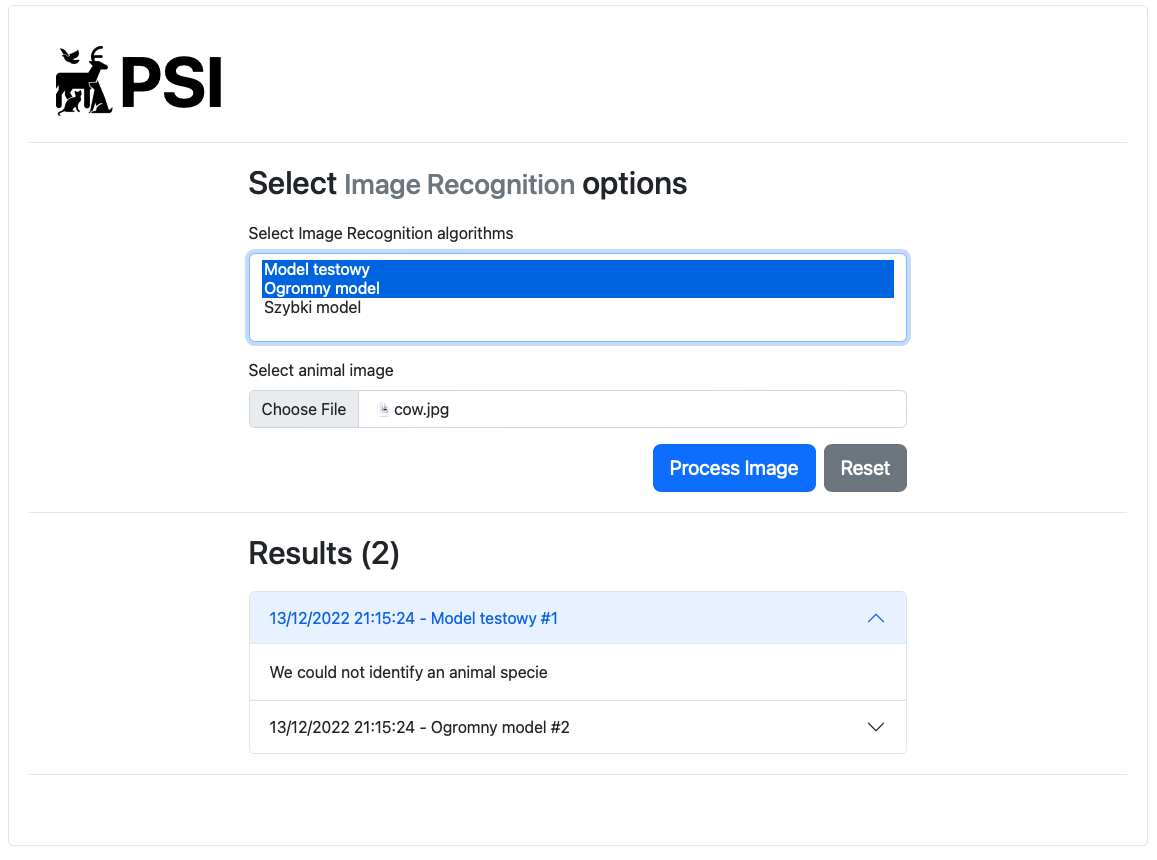 PSI
Select Image Recognition options
Select Image Recognition algorithms
Model testowy
Ogromny model
Szybki model
Select animal image
Choose File cow.jpg
Process Image Reset
Results (2)
13/12/2022 21:15:24 - Model testowy #1
We could not identify an animal specie
13/12/2022 21:15:24 - Ogromny model #2